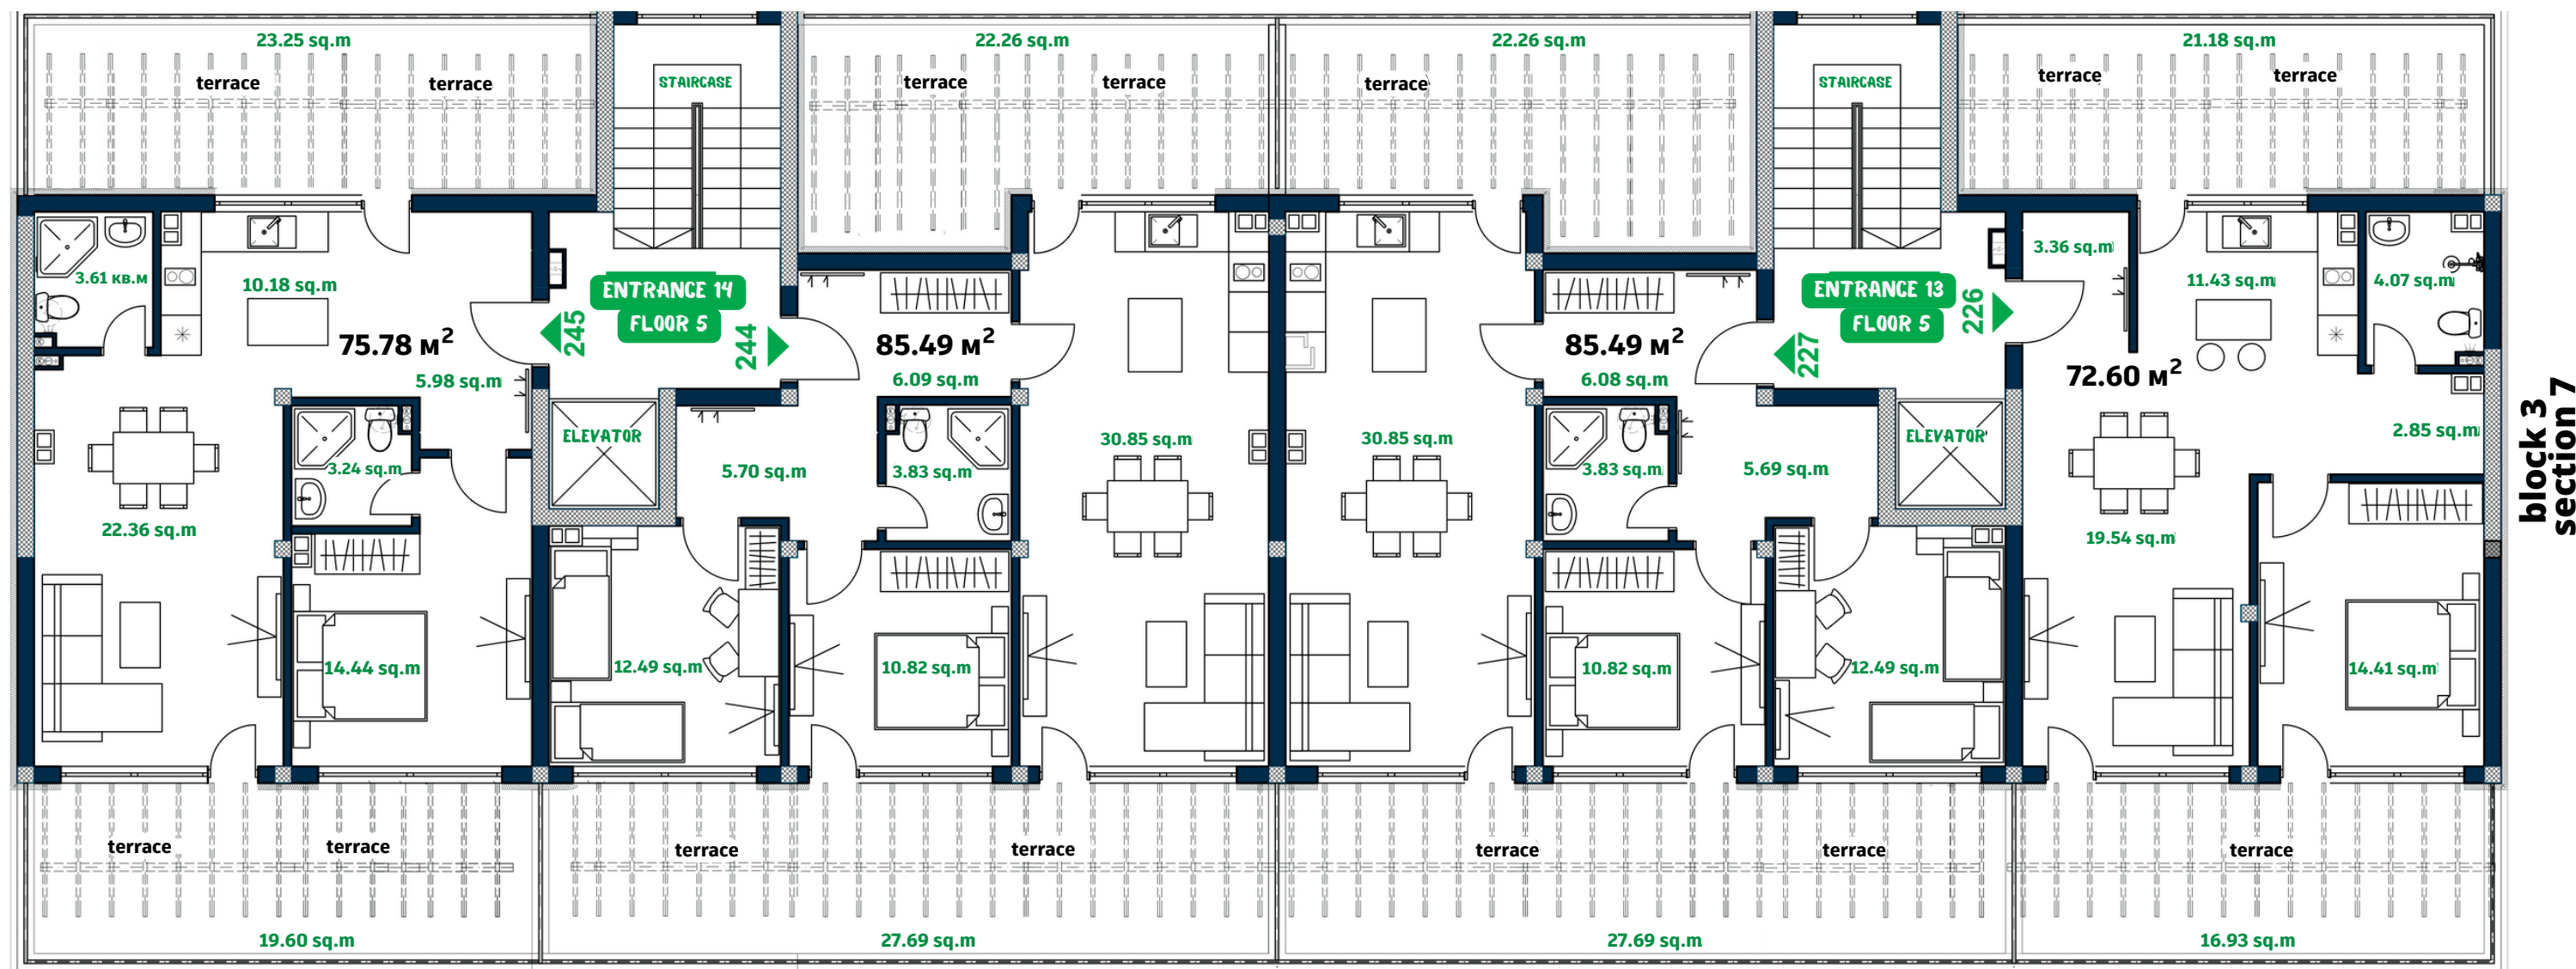 23.25 sq.m
22.26 sq.m
22.26 sq.m
21.18 sq.m
terrace
terrace
STAIRCASE
terrace
terrace
terrace
STAIRCASE
terrace
terrace
3.61 кв.м
10.18 sq.m
75.78 м²
5.98 sq.m
ENTRANCE 14
FLOOR 5
245
244
85.49 м²
6.09 sq.m
85.49 м²
6.08 sq.m
ENTRANCE 13
FLOOR 5
227
226
3.36 sq.m
11.43 sq.m
4.07 sq.m
72.60 м²
2.85 sq.m
ELEVATOR
3.24 sq.m
22.36 sq.m
5.70 sq.m
3.83 sq.m
30.85 sq.m
30.85 sq.m
3.83 sq.m
5.69 sq.m
ELEVATOR
19.54 sq.m
14.44 sq.m
12.49 sq.m
10.82 sq.m
10.82 sq.m
12.49 sq.m
14.41 sq.m
block 3
section 7
terrace
terrace
terrace
terrace
terrace
terrace
terrace
19.60 sq.m
27.69 sq.m
27.69 sq.m
16.93 sq.m